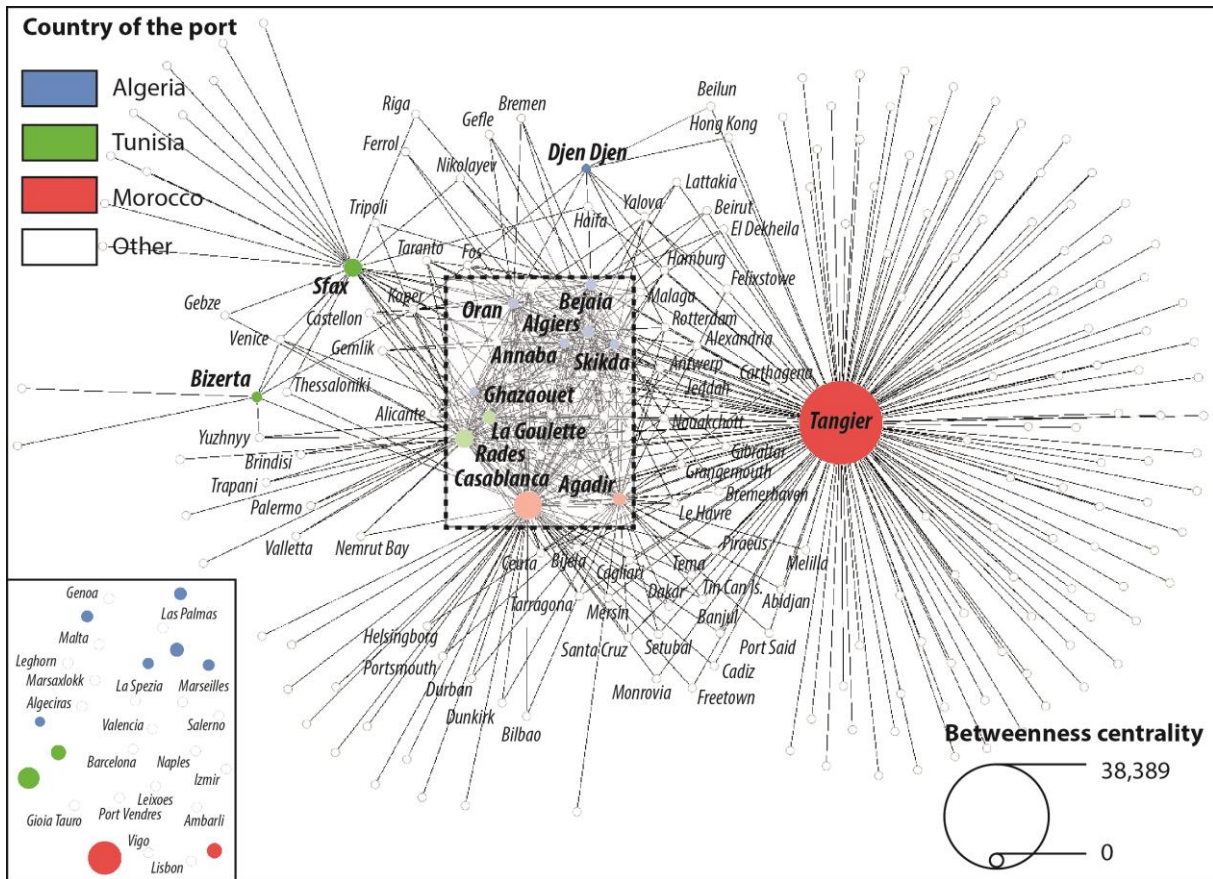 Country of the port
Algeria
Tunisia
Morocco
Other
Riga
Gefle
Bremen
Beilun
Hong Kong
Ferrol
Nikolayev
Djen Djen
Lattakia
Tripoli
Haifa
Yalova
Beirut
El Dekheila
Taranto
Fos
Hamburg
Sfax
Felixstowe
Gebze
Koper
Castellon
Oran
Bejaia
Malaga
Algiers
Rotterdam
Venice
Gemlik
Annaba
Skikda
Alexandria
Antwerp
Carthagena
Bizerta
Thessaloniki
Ghazaouet
Jeddah
Alicante
La Goulette
Nouakchott
Tangier
Yuzhnyy
Rades
Gibraltar
Brindisi
Grangemouth
Trapani
Casablanca
Agadir
Bremerhaven
Palermo
Le Havre
Valletta
Nemrut Bay
Piraeus
Ceuta
Bijela
Cagliari
Tema
Melilla
Tarragona
Mersin
Dakar
Tin Can Is.
Abidjan
Banjul
Helsingborg
Santa Cruz
Setubal
Port Said
Portsmouth
Cadiz
Durban
Monrovia
Freetown
Dunkirk
Bilbao
Genoa
Las Palmas
Malta
Leghorn
Marsaxlokk
La Spezia
Marseilles
Algeciras
Valencia
Salerno
Barcelona
Naples
Izmir
Leixoes
Gioia Tauro
Port Vendres
Ambarli
Vigo
Lisbon
Betweenness centrality
38,389
0